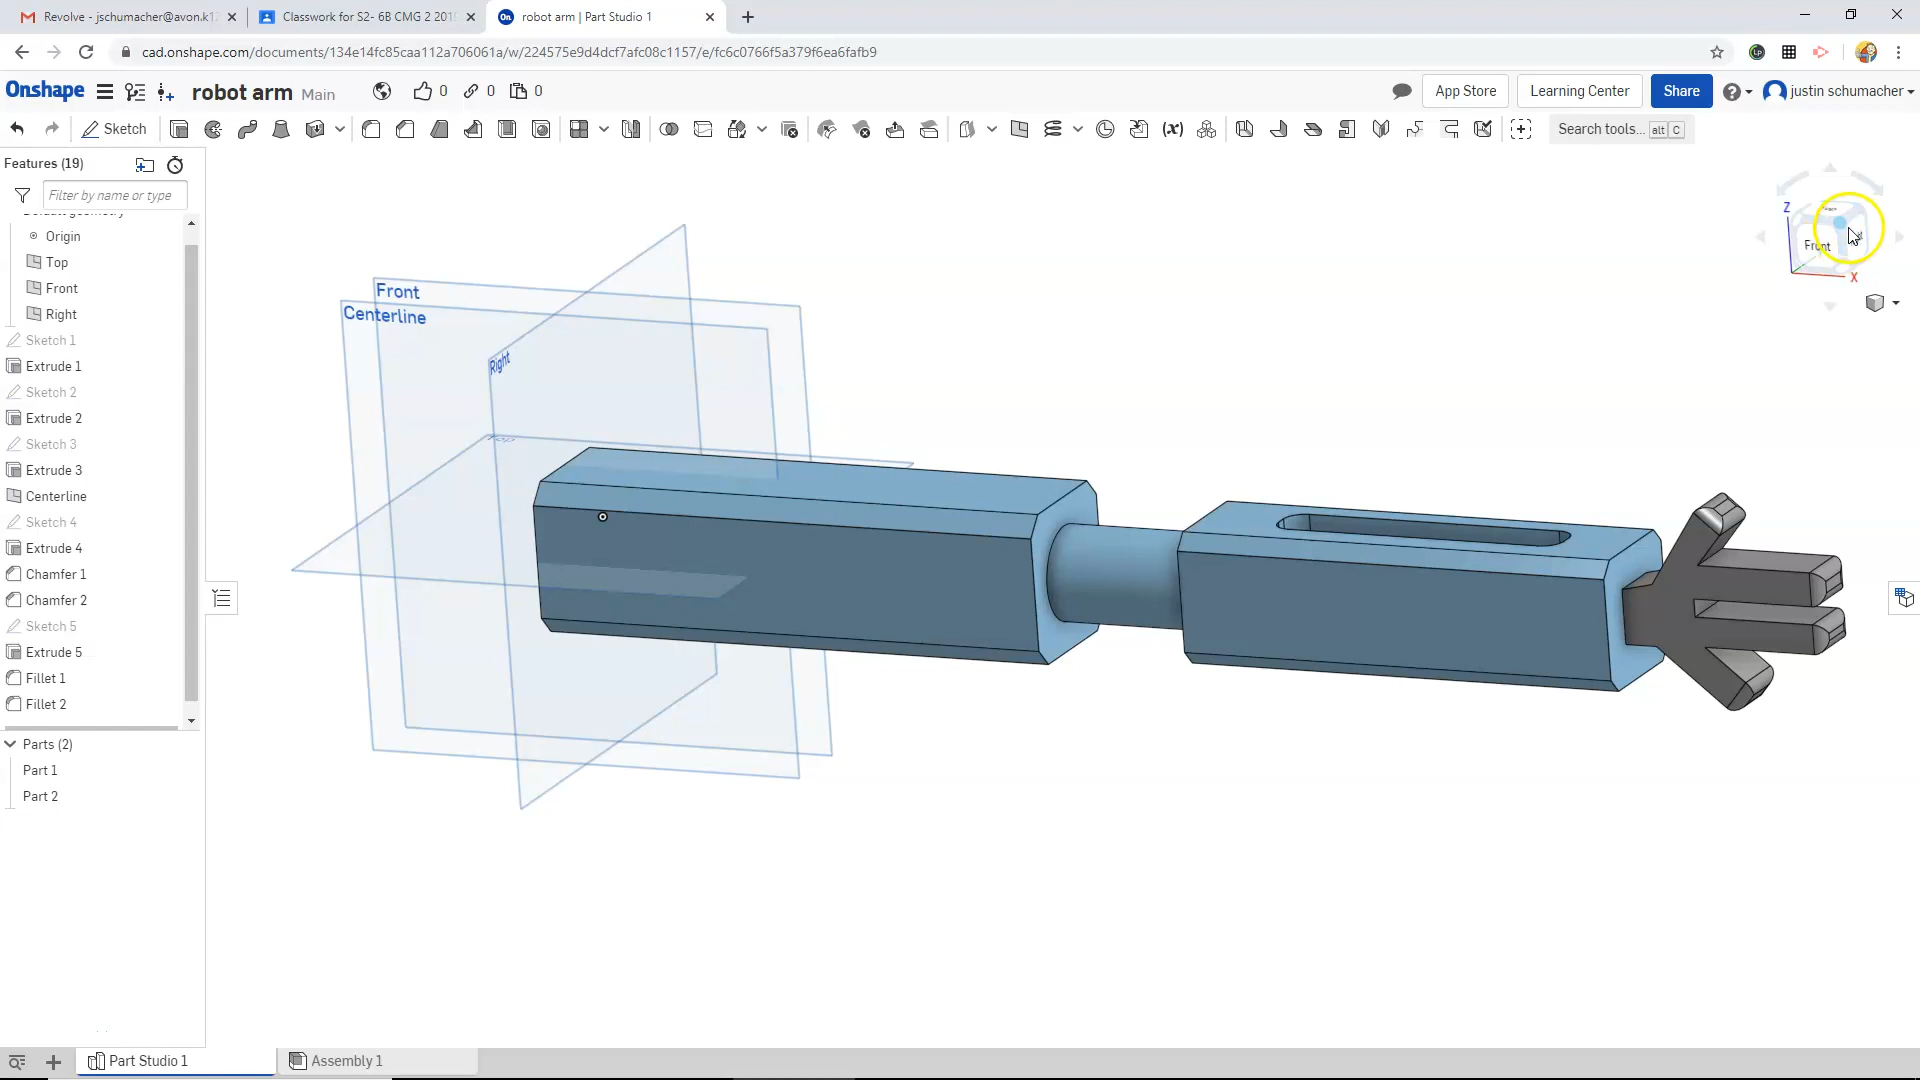 Revolve - jschumacher@avon.k12
Classwork for S2- 6B CMG 2 201
On robot arm | Part Studio 1
cad.onshape.com/documents/134e14fc85caa112a706061a/w/224575e9d4dcf7afc08c1157/e/fc6c0766f5a379f6ea6fafb9
Onshape robot arm Main 0 0 0 App Store Learning Center Share justin schumacher
Sketch (x) Search tools... alt C
Features (19)
Filter by name or type
Default geometry
Origin
Top
Front
Right
Sketch 1
Extrude 1
Sketch 2
Extrude 2
Sketch 3
Extrude 3
Centerline
Sketch 4
Extrude 4
Chamfer 1
Chamfer 2
Sketch 5
Extrude 5
Fillet 1
Fillet 2
Parts (2)
Part 1
Part 2
Front
Centerline
Right
Top
Z
Front
X
Part Studio 1
Assembly 1